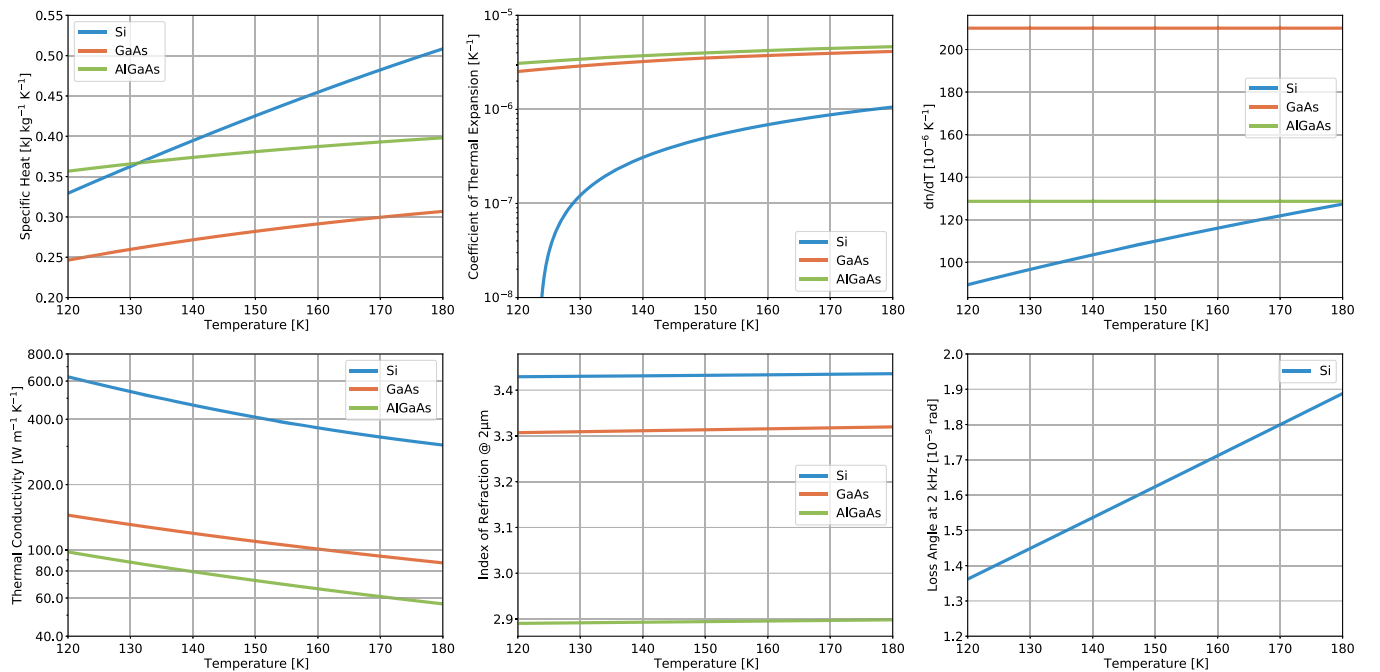 0.55
0.50
0.45
0.40
0.35
0.30
0.25
0.20
Specific Heat [kJ kg⁻¹ K⁻¹]
Si
GaAs
AlGaAs
120 130 140 150 160 170 180
Temperature [K]
10⁻⁵
10⁻⁶
10⁻⁷
10⁻⁸
Coefficient of Thermal Expansion [K⁻¹]
Si
GaAs
AlGaAs
120 130 140 150 160 170 180
Temperature [K]
200
180
160
140
120
100
dn/dT [10⁻⁶ K⁻¹]
Si
GaAs
AlGaAs
120 130 140 150 160 170 180
Temperature [K]
800.0
600.0
400.0
200.0
100.0
80.0
60.0
40.0
Thermal Conductivity [W m⁻¹ K⁻¹]
Si
GaAs
AlGaAs
120 130 140 150 160 170 180
Temperature [K]
3.4
3.3
3.2
3.1
3.0
2.9
Index of Refraction @ 2μm
Si
GaAs
AlGaAs
120 130 140 150 160 170 180
Temperature [K]
2.0
1.9
1.8
1.7
1.6
1.5
1.4
1.3
1.2
Loss Angle at 2 kHz [10⁻⁹ rad]
Si
120 130 140 150 160 170 180
Temperature [K]